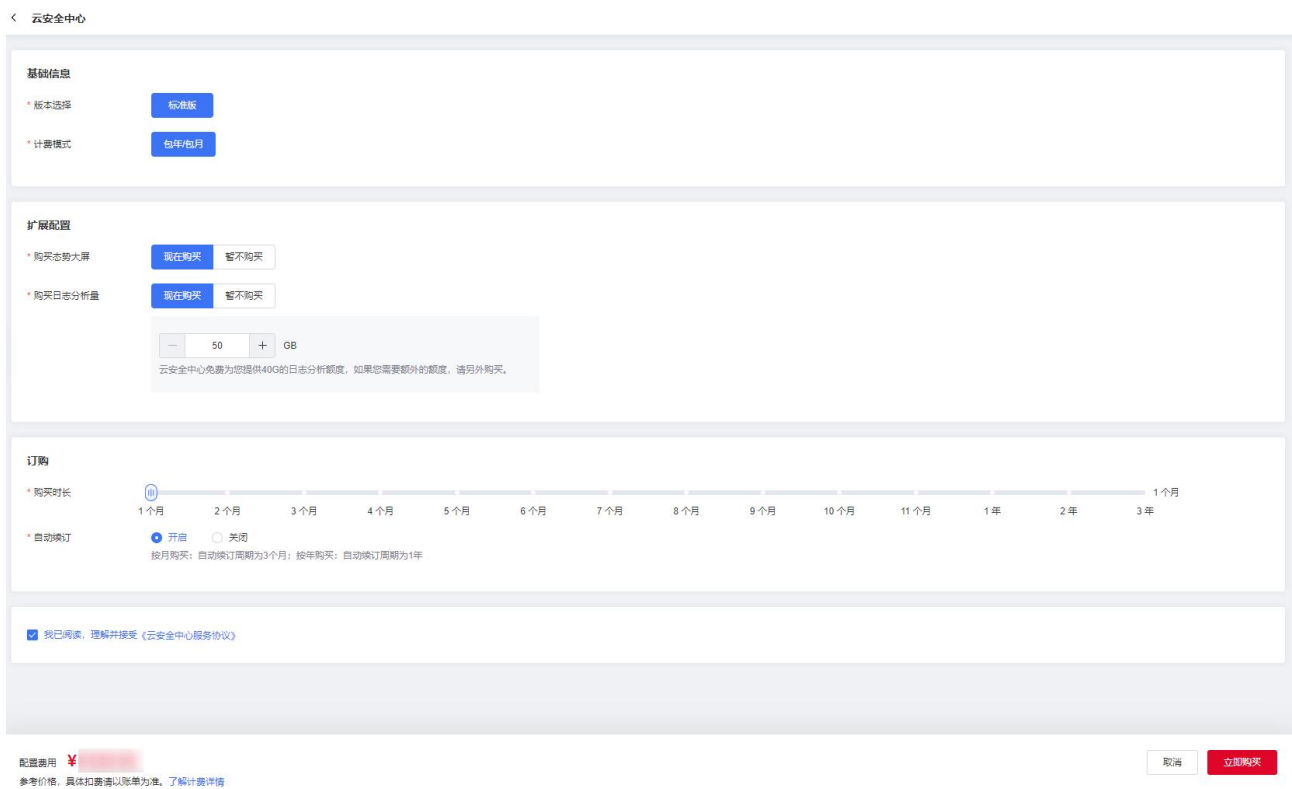 云安全中心
基础信息
* 版本选择 标准版
* 计费模式 包年/包月
扩展配置
* 购买态势大屏 现在购买 暂不购买
* 购买日志分析量 现在购买 暂不购买
— 50 + GB
云安全中心免费为您提供40G的日志分析额度，如果您需要额外的额度，请另外购买。
订购
* 购买时长 1个月
1个月 2个月 3个月 4个月 5个月 6个月 7个月 8个月 9个月 10个月 11个月 1年 2年 3年
* 自动续订 开启 关闭
按月购买：自动续订周期为3个月；按年购买：自动续订周期为1年
我已阅读，理解并接受《云安全中心服务协议》
配置费用 ¥
取消 立即购买
参考价格，具体扣费请以账单为准。了解计费详情